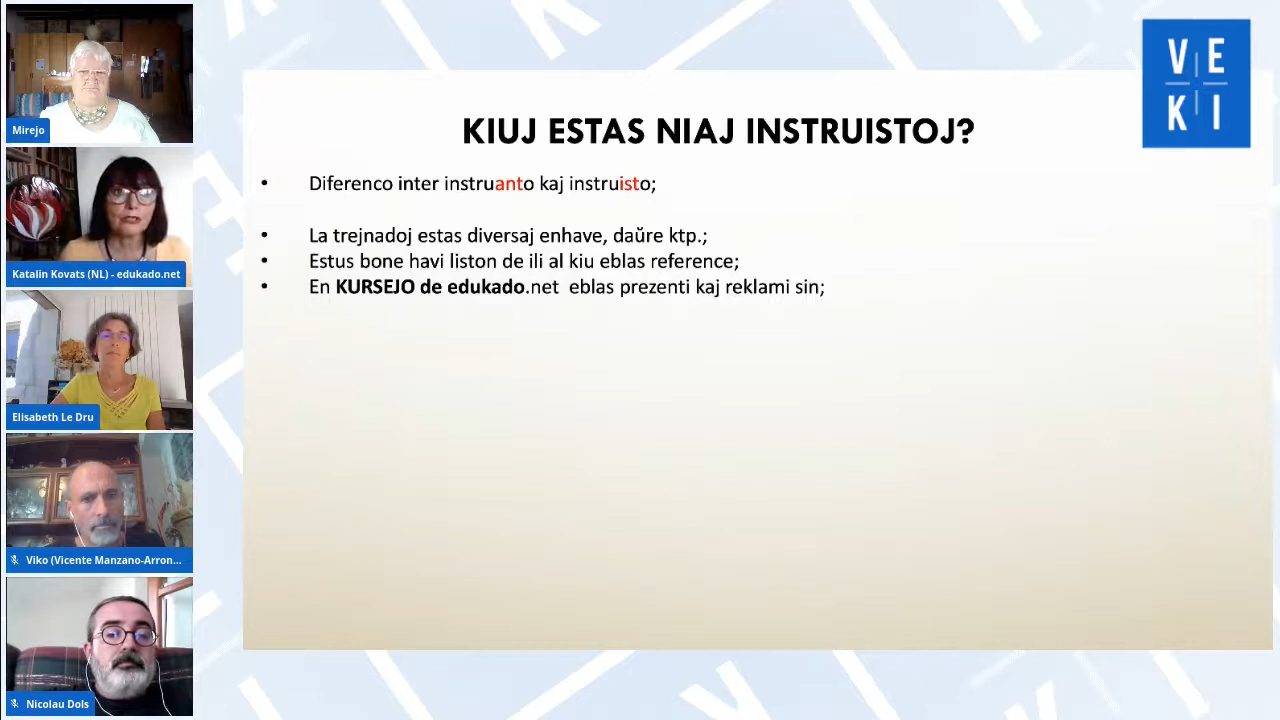 Mirejo
Katalin Kovats (NL) - edukado.net
Elisabeth Le Dru
Viko (Vicente Manzano-Arron...
Nicolau Dols
KIUJ ESTAS NIAJ INSTRUISTOJ?
• Diferenco inter instruanto kaj instruisto;
• La trejnadoj estas diversaj enhave, daŭre ktp.;
• Estus bone havi liston de ili al kiu eblas reference;
• En KURSEJO de edukado.net eblas prezenti kaj reklami sin;
VE
KI